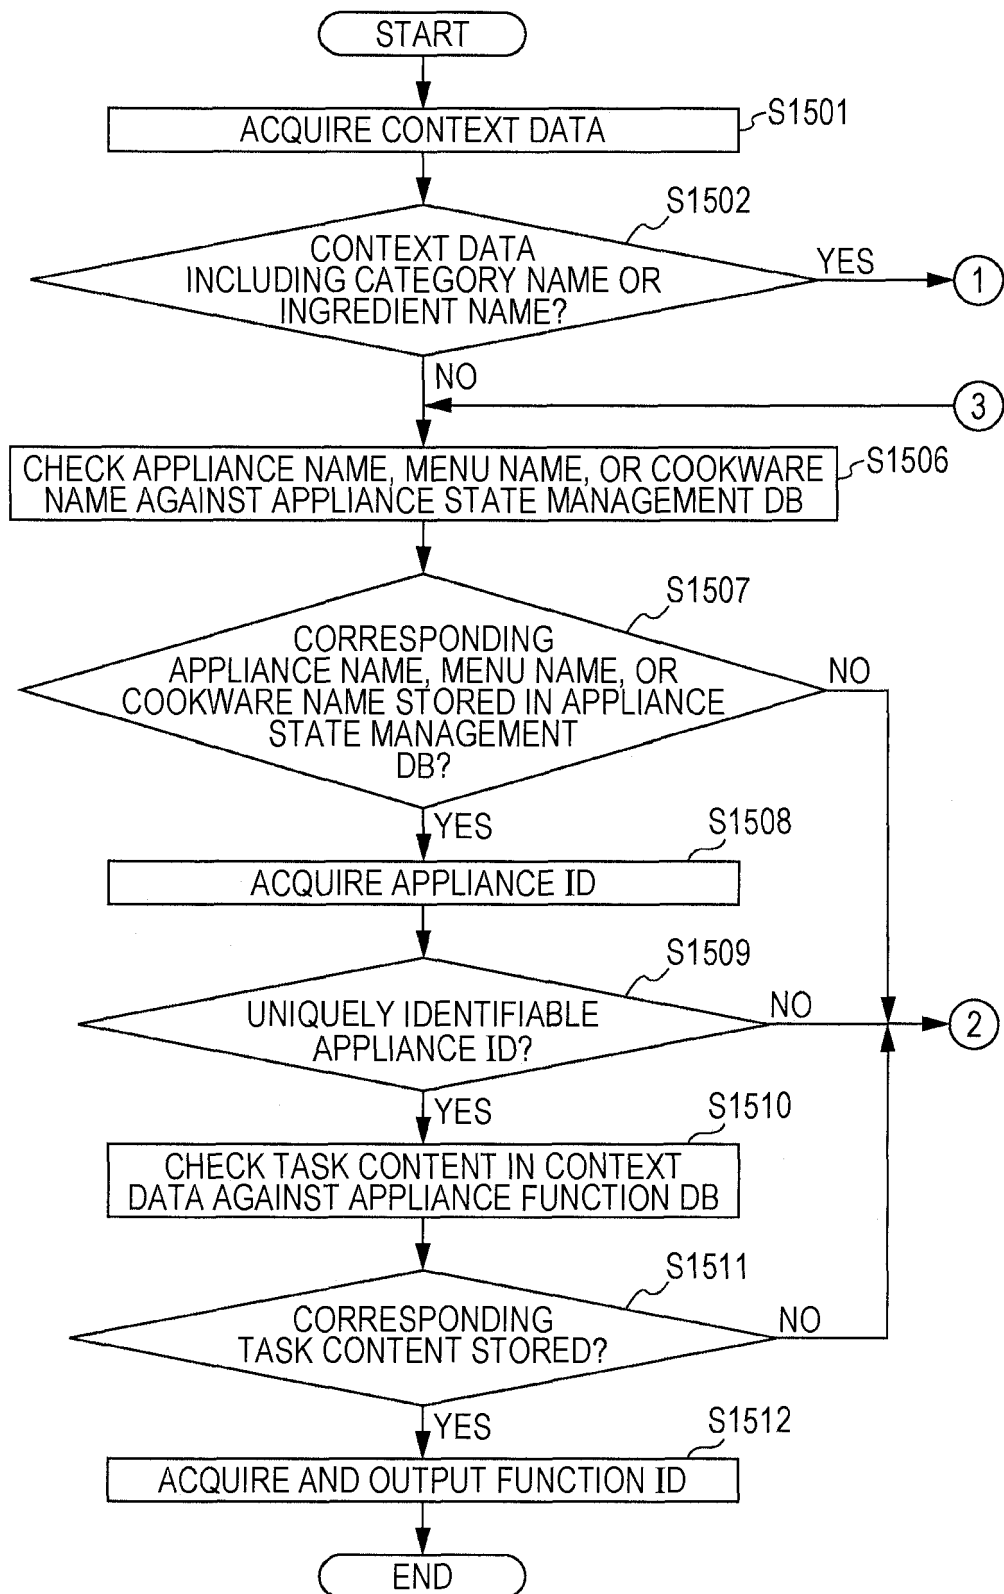 START
ACQUIRE CONTEXT DATA
S1501
S1502
CONTEXT DATA
INCLUDING CATEGORY NAME OR
INGREDIENT NAME?
YES
1
NO
3
CHECK APPLIANCE NAME, MENU NAME, OR COOKWARE
NAME AGAINST APPLIANCE STATE MANAGEMENT DB
S1506
S1507
CORRESPONDING
APPLIANCE NAME, MENU NAME, OR
COOKWARE NAME STORED IN APPLIANCE
STATE MANAGEMENT
DB?
NO
YES
S1508
ACQUIRE APPLIANCE ID
S1509
UNIQUELY IDENTIFIABLE
APPLIANCE ID?
NO
2
YES
S1510
CHECK TASK CONTENT IN CONTEXT
DATA AGAINST APPLIANCE FUNCTION DB
S1511
CORRESPONDING
TASK CONTENT STORED?
NO
YES
S1512
ACQUIRE AND OUTPUT FUNCTION ID
END